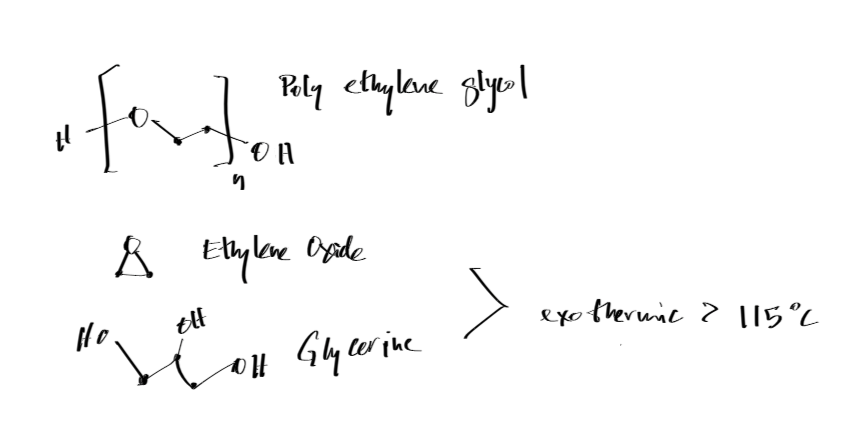 Poly ethylene glycol
H [ O ]n OH
Ethylene Oxide
HO OH OH Glycerine
exothermic > 115°C